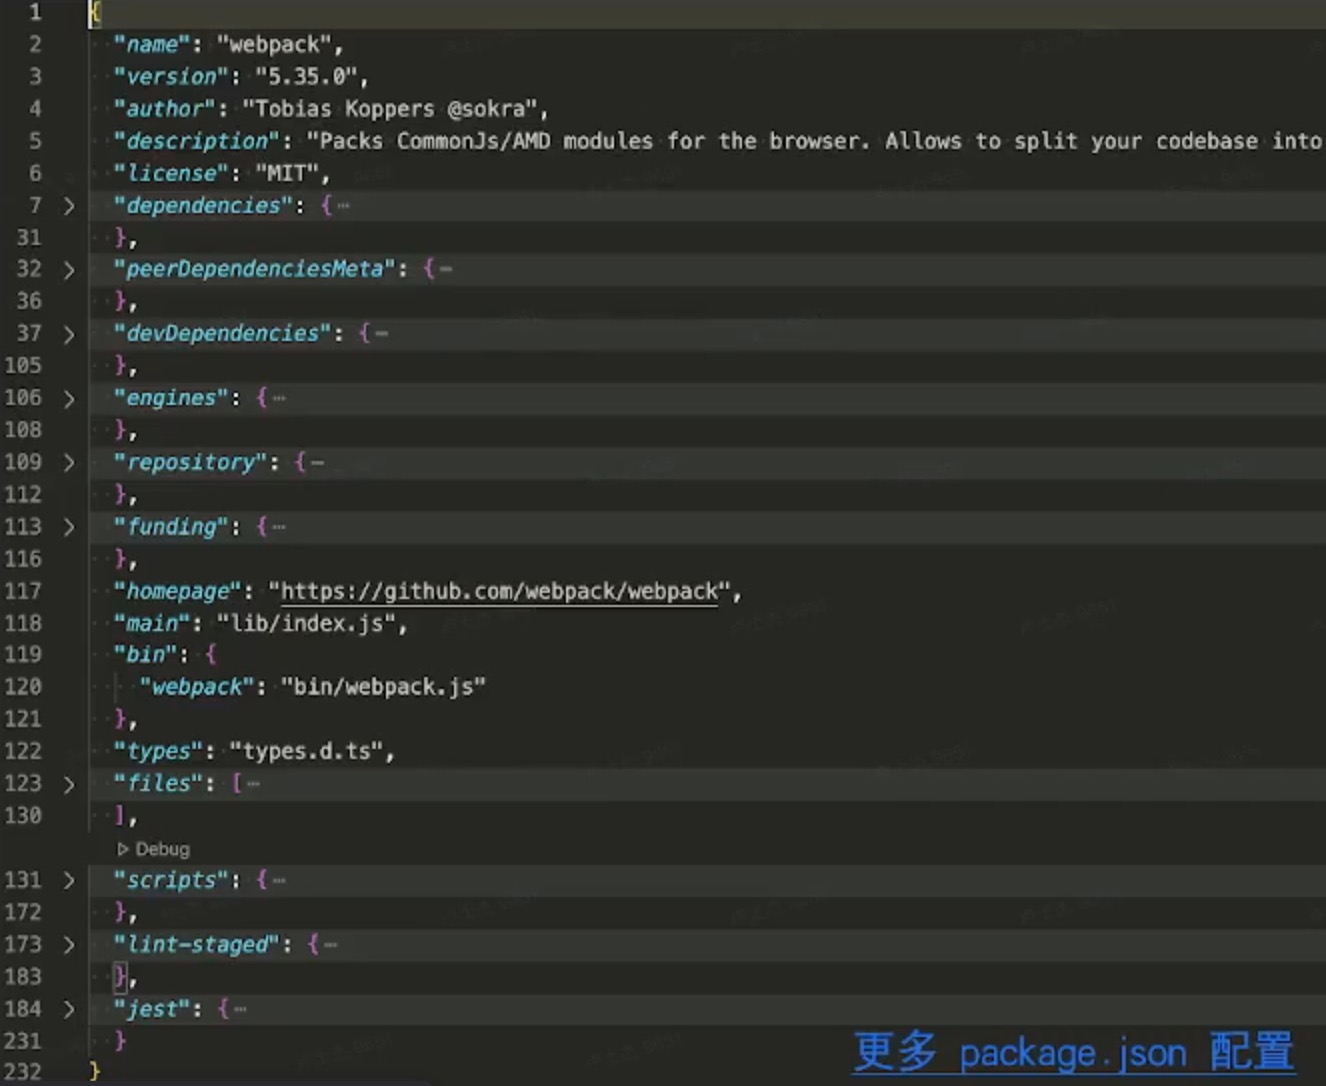 1 {
2 "name": "webpack",
3 "version": "5.35.0",
4 "author": "Tobias Koppers @sokra",
5 "description": "Packs CommonJs/AMD modules for the browser. Allows to split your codebase into
6 "license": "MIT",
7 "dependencies": {…
31 },
32 "peerDependenciesMeta": {…
36 },
37 "devDependencies": {…
105 },
106 "engines": {…
108 },
109 "repository": {…
112 },
113 "funding": {…
116 },
117 "homepage": "https://github.com/webpack/webpack",
118 "main": "lib/index.js",
119 "bin": {
120 "webpack": "bin/webpack.js"
121 },
122 "types": "types.d.ts",
123 "files": […
130 ],
Debug
131 "scripts": {…
172 },
173 "lint-staged": {…
183 },
184 "jest": {…
231 }
232 }
更多 package.json 配置